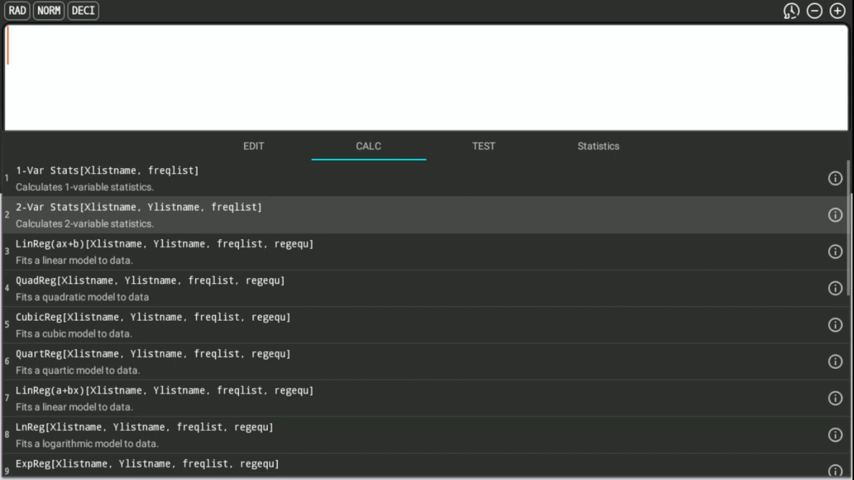 RAD NORM DECI
EDIT CALC TEST Statistics
1 1-Var Stats[Xlistname, freqlist]
Calculates 1-variable statistics.
2 2-Var Stats[Xlistname, Ylistname, freqlist]
Calculates 2-variable statistics.
3 LinReg(ax+b)[Xlistname, Ylistname, freqlist, regequ]
Fits a linear model to data.
4 QuadReg[Xlistname, Ylistname, freqlist, regequ]
Fits a quadratic model to data
5 CubicReg[Xlistname, Ylistname, freqlist, regequ]
Fits a cubic model to data.
6 QuartReg[Xlistname, Ylistname, freqlist, regequ]
Fits a quartic model to data.
7 LinReg(a+bx)[Xlistname, Ylistname, freqlist, regequ]
Fits a linear model to data.
8 LnReg[Xlistname, Ylistname, freqlist, regequ]
Fits a logarithmic model to data.
9 ExpReg[Xlistname, Ylistname, freqlist, regequ]